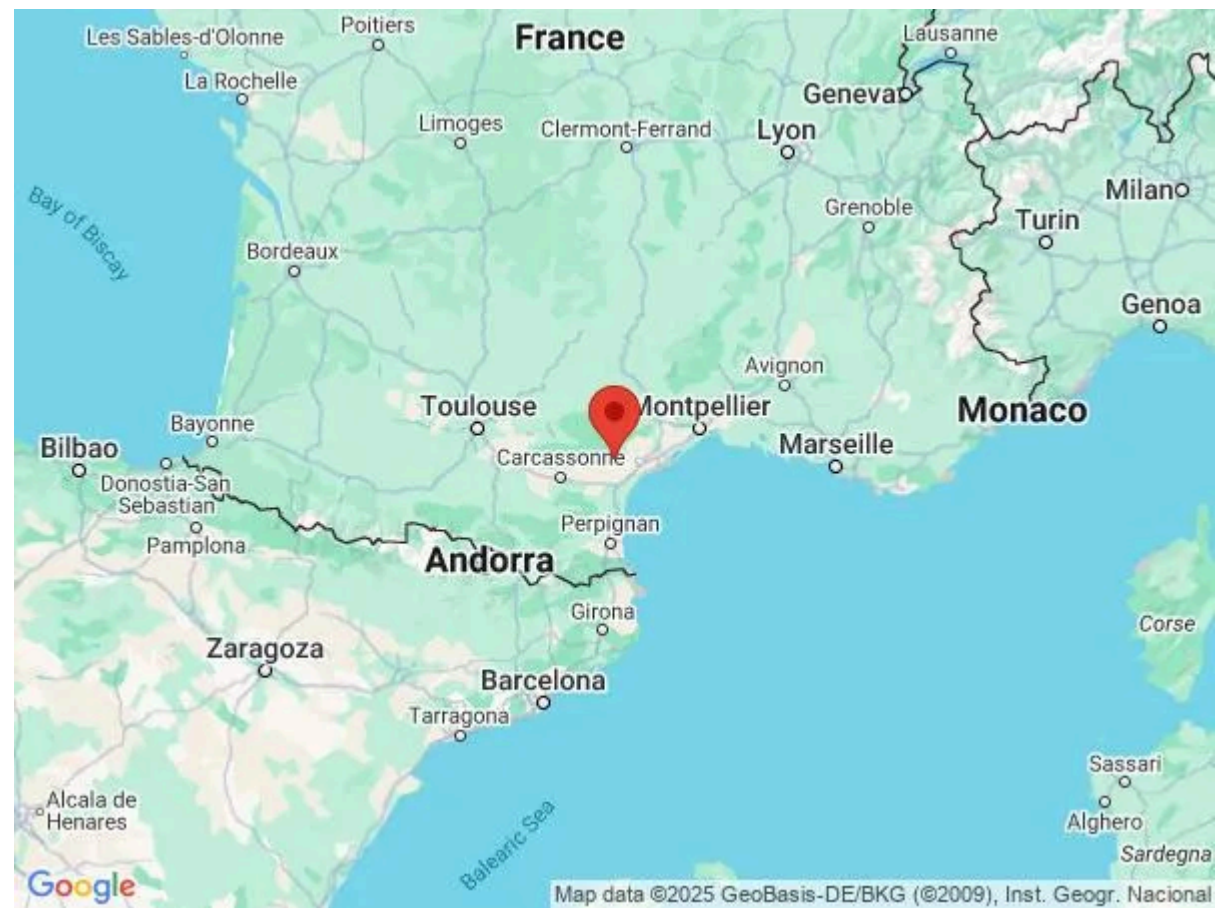 Les Sables-d'Olonne
Poitiers
France
Lausanne
La Rochelle
Geneva
Limoges
Clermont-Ferrand
Lyon
Milan
Bay of Biscay
Grenoble
Turin
Bordeaux
Genoa
Avignon
Toulouse
Montpellier
Monaco
Bayonne
Bilbao
Marseille
Carcassonne
Donostia-San
Sebastian
Pamplona
Perpignan
Andorra
Girona
Corse
Zaragoza
Barcelona
Tarragona
Sassari
Alcala de
Henares
Alghero
Balearic Sea
Sardegna
Google
Map data ©2025 GeoBasis-DE/BKG (©2009), Inst. Geogr. Nacional